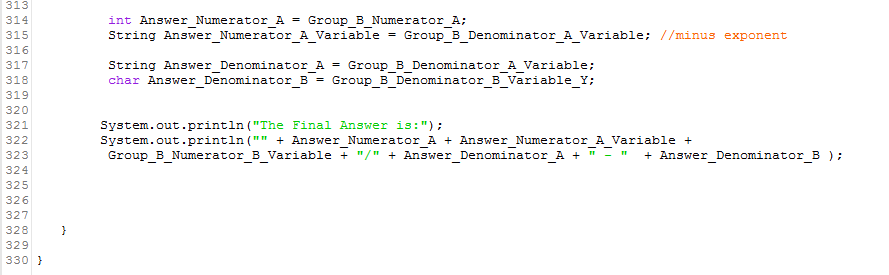 313
314 int Answer_Numerator_A = Group_B_Numerator_A;
315 String Answer_Numerator_A_Variable = Group_B_Denominator_A_Variable; //minus exponent
316
317 String Answer_Denominator_A = Group_B_Denominator_A_Variable;
318 char Answer_Denominator_B = Group_B_Denominator_B_Variable_Y;
319
320
321 System.out.println("The Final Answer is:");
322 System.out.println("" + Answer_Numerator_A + Answer_Numerator_A_Variable +
323 Group_B_Numerator_B_Variable + "/" + Answer_Denominator_A + " - "  + Answer_Denominator_B );
324
325
326
327
328 }
329
330 }